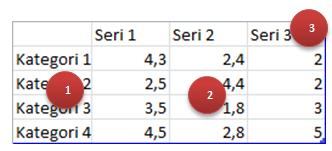 Seri 1 Seri 2 Seri 3
Kategori 1 4,3 2,4 2
2 2,5 4,4 2
Kategori 3 3,5 1,8 3
Kategori 4 4,5 2,8 5
1
2
3